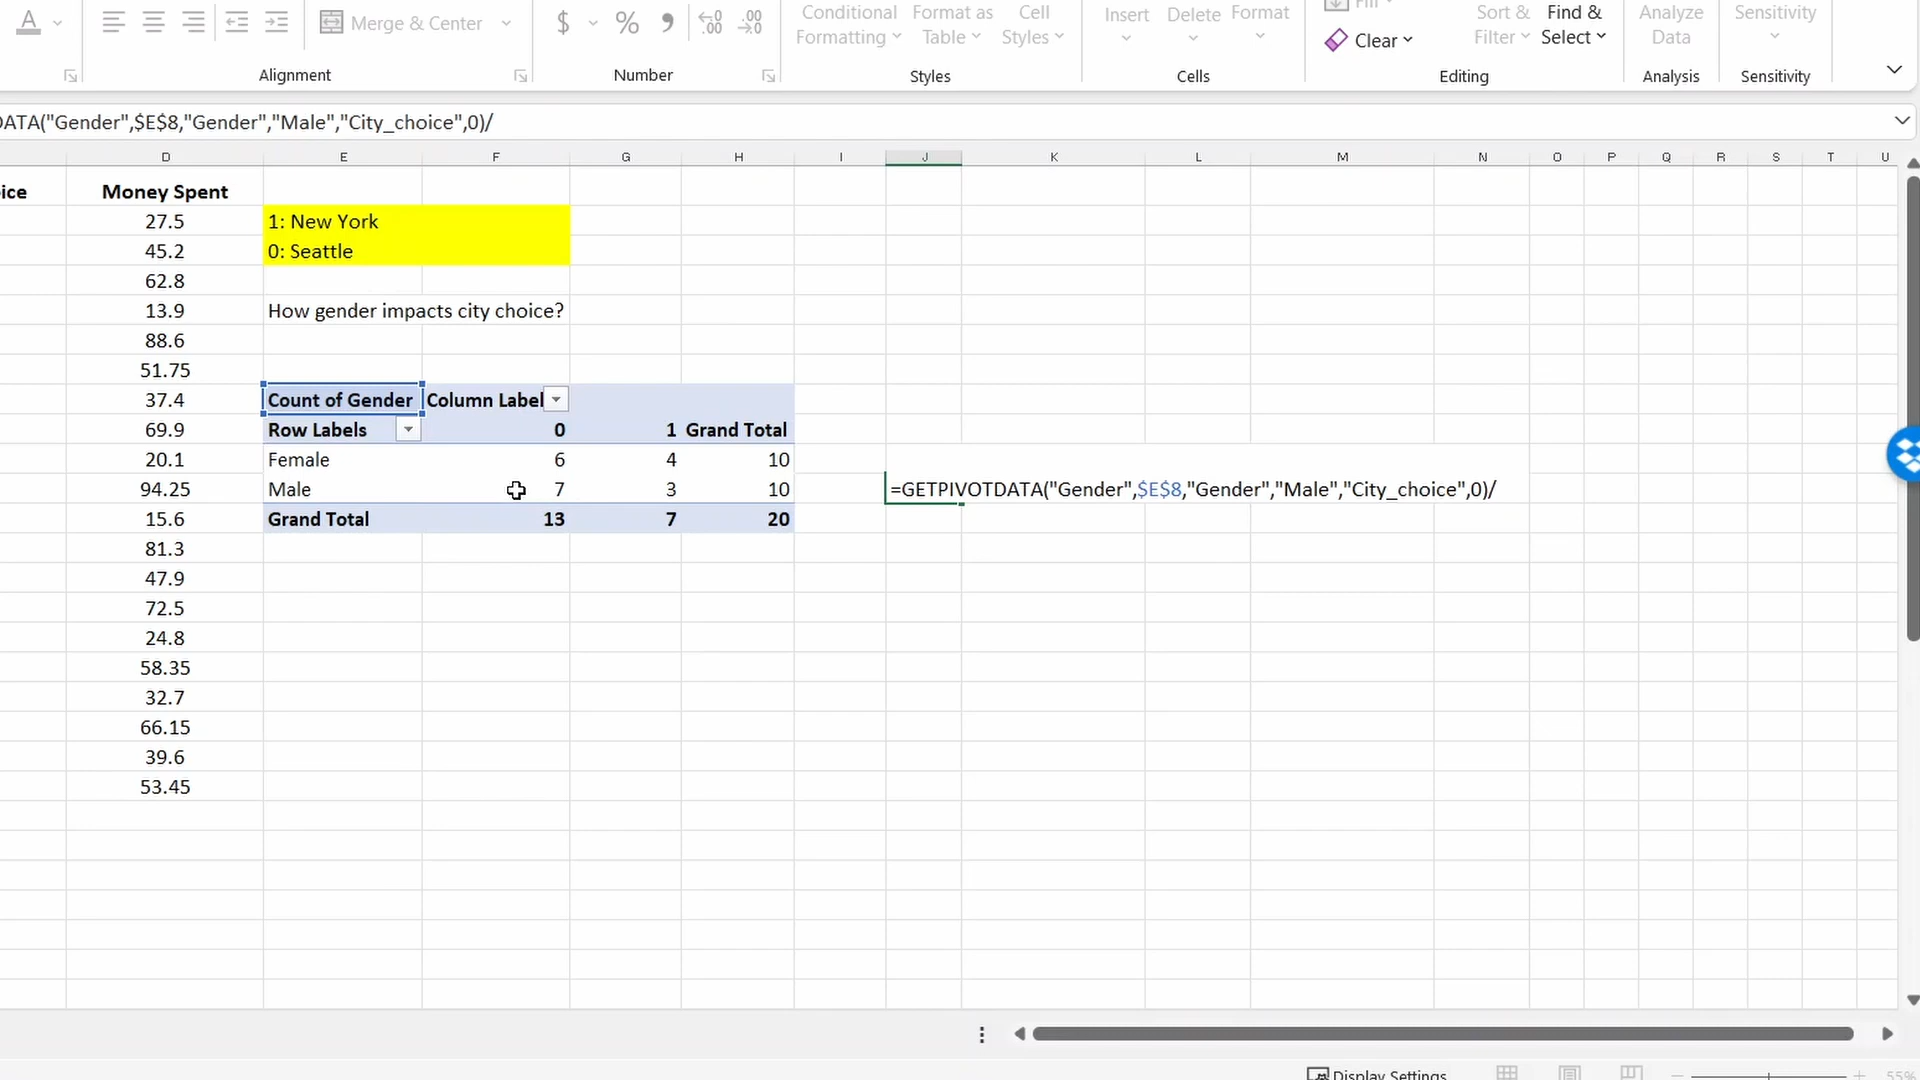 A
Merge & Center
$ % 9
Conditional Formatting
Format as Table
Cell Styles
Insert
Delete
Format
Fill
Clear
Sort & Filter
Find & Select
Analyze Data
Sensitivity
Alignment
Number
Styles
Cells
Editing
Analysis
Sensitivity
DATA("Gender",$E$8,"Gender","Male","City_choice",0)/
D E F G H I J K L M N O P Q R S T U
ice Money Spent
27.5 1: New York
45.2 0: Seattle
62.8
13.9 How gender impacts city choice?
88.6
51.75
37.4 Count of Gender Column Label
69.9 Row Labels 0 1 Grand Total
20.1 Female 6 4 10
94.25 Male 7 3 10 =GETPIVOTDATA("Gender",$E$8,"Gender","Male","City_choice",0)/
15.6 Grand Total 13 7 20
81.3
47.9
72.5
24.8
58.35
32.7
66.15
39.6
53.45
Display Settings 55%